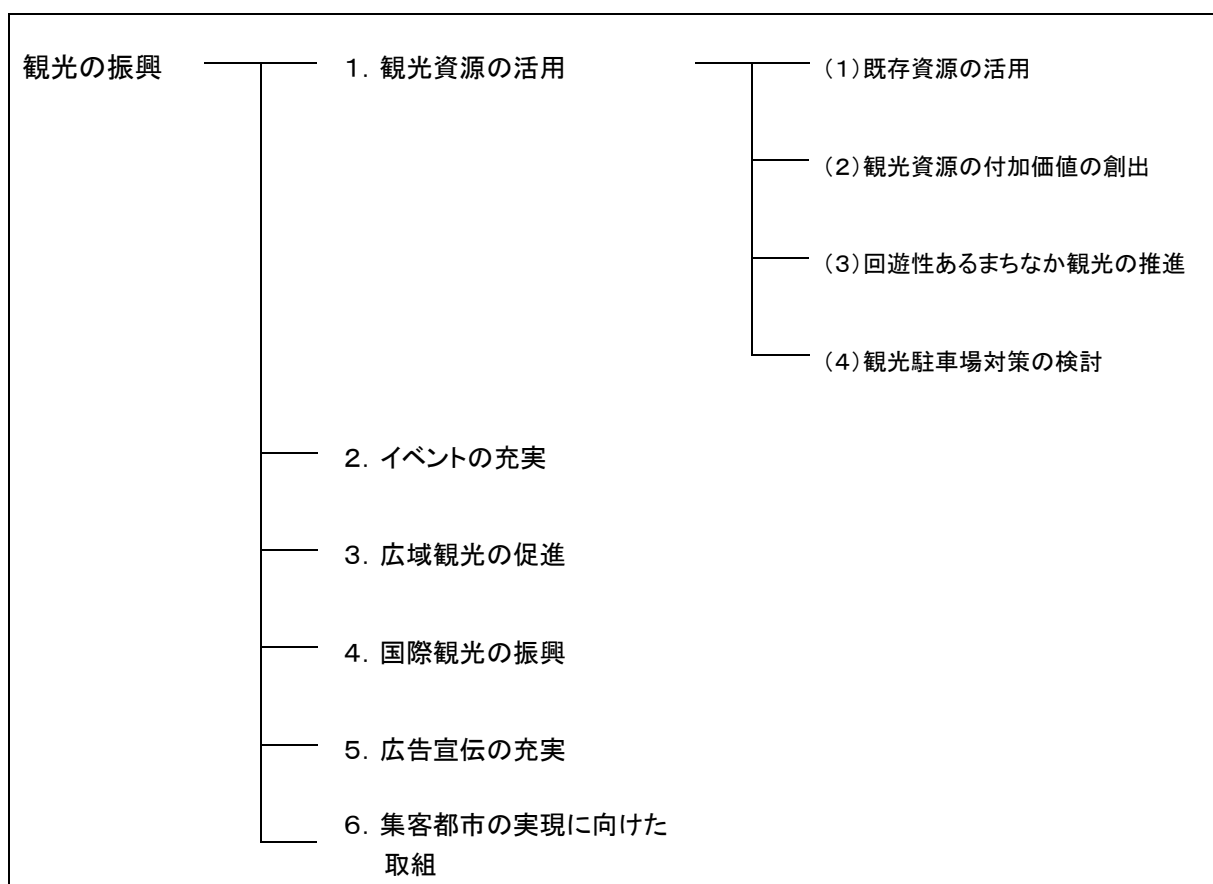 観光の振興
1．観光資源の活用
（1）既存資源の活用
（2）観光資源の付加価値の創出
（3）回遊性あるまちなか観光の推進
（4）観光駐車場対策の検討
2．イベントの充実
3．広域観光の促進
4．国際観光の振興
5．広告宣伝の充実
6．集客都市の実現に向けた
取組